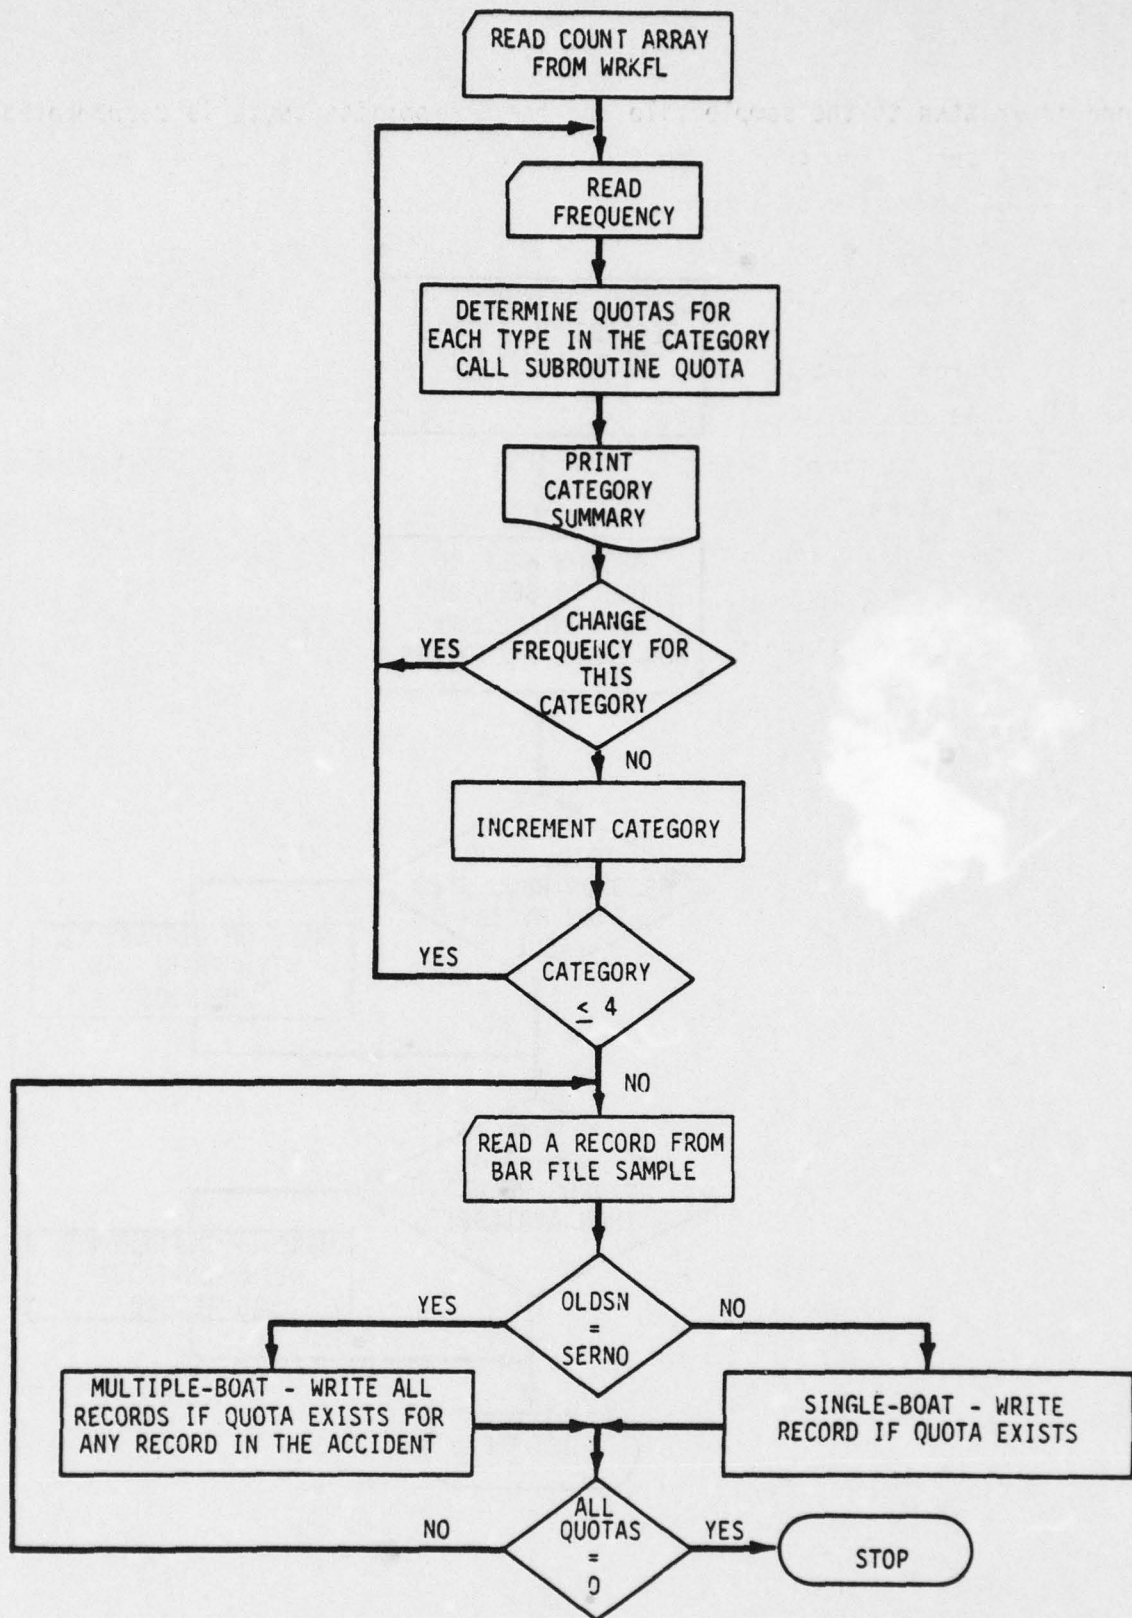 READ COUNT ARRAY
FROM WRKFL
READ
FREQUENCY
DETERMINE QUOTAS FOR
EACH TYPE IN THE CATEGORY
CALL SUBROUTINE QUOTA
PRINT
CATEGORY
SUMMARY
CHANGE
FREQUENCY FOR
THIS
CATEGORY
YES
NO
INCREMENT CATEGORY
CATEGORY
≤ 4
YES
NO
READ A RECORD FROM
BAR FILE SAMPLE
OLDSN
=
SERNO
YES
NO
MULTIPLE-BOAT - WRITE ALL
RECORDS IF QUOTA EXISTS FOR
ANY RECORD IN THE ACCIDENT
SINGLE-BOAT - WRITE
RECORD IF QUOTA EXISTS
ALL
QUOTAS
=
0
NO
YES
STOP